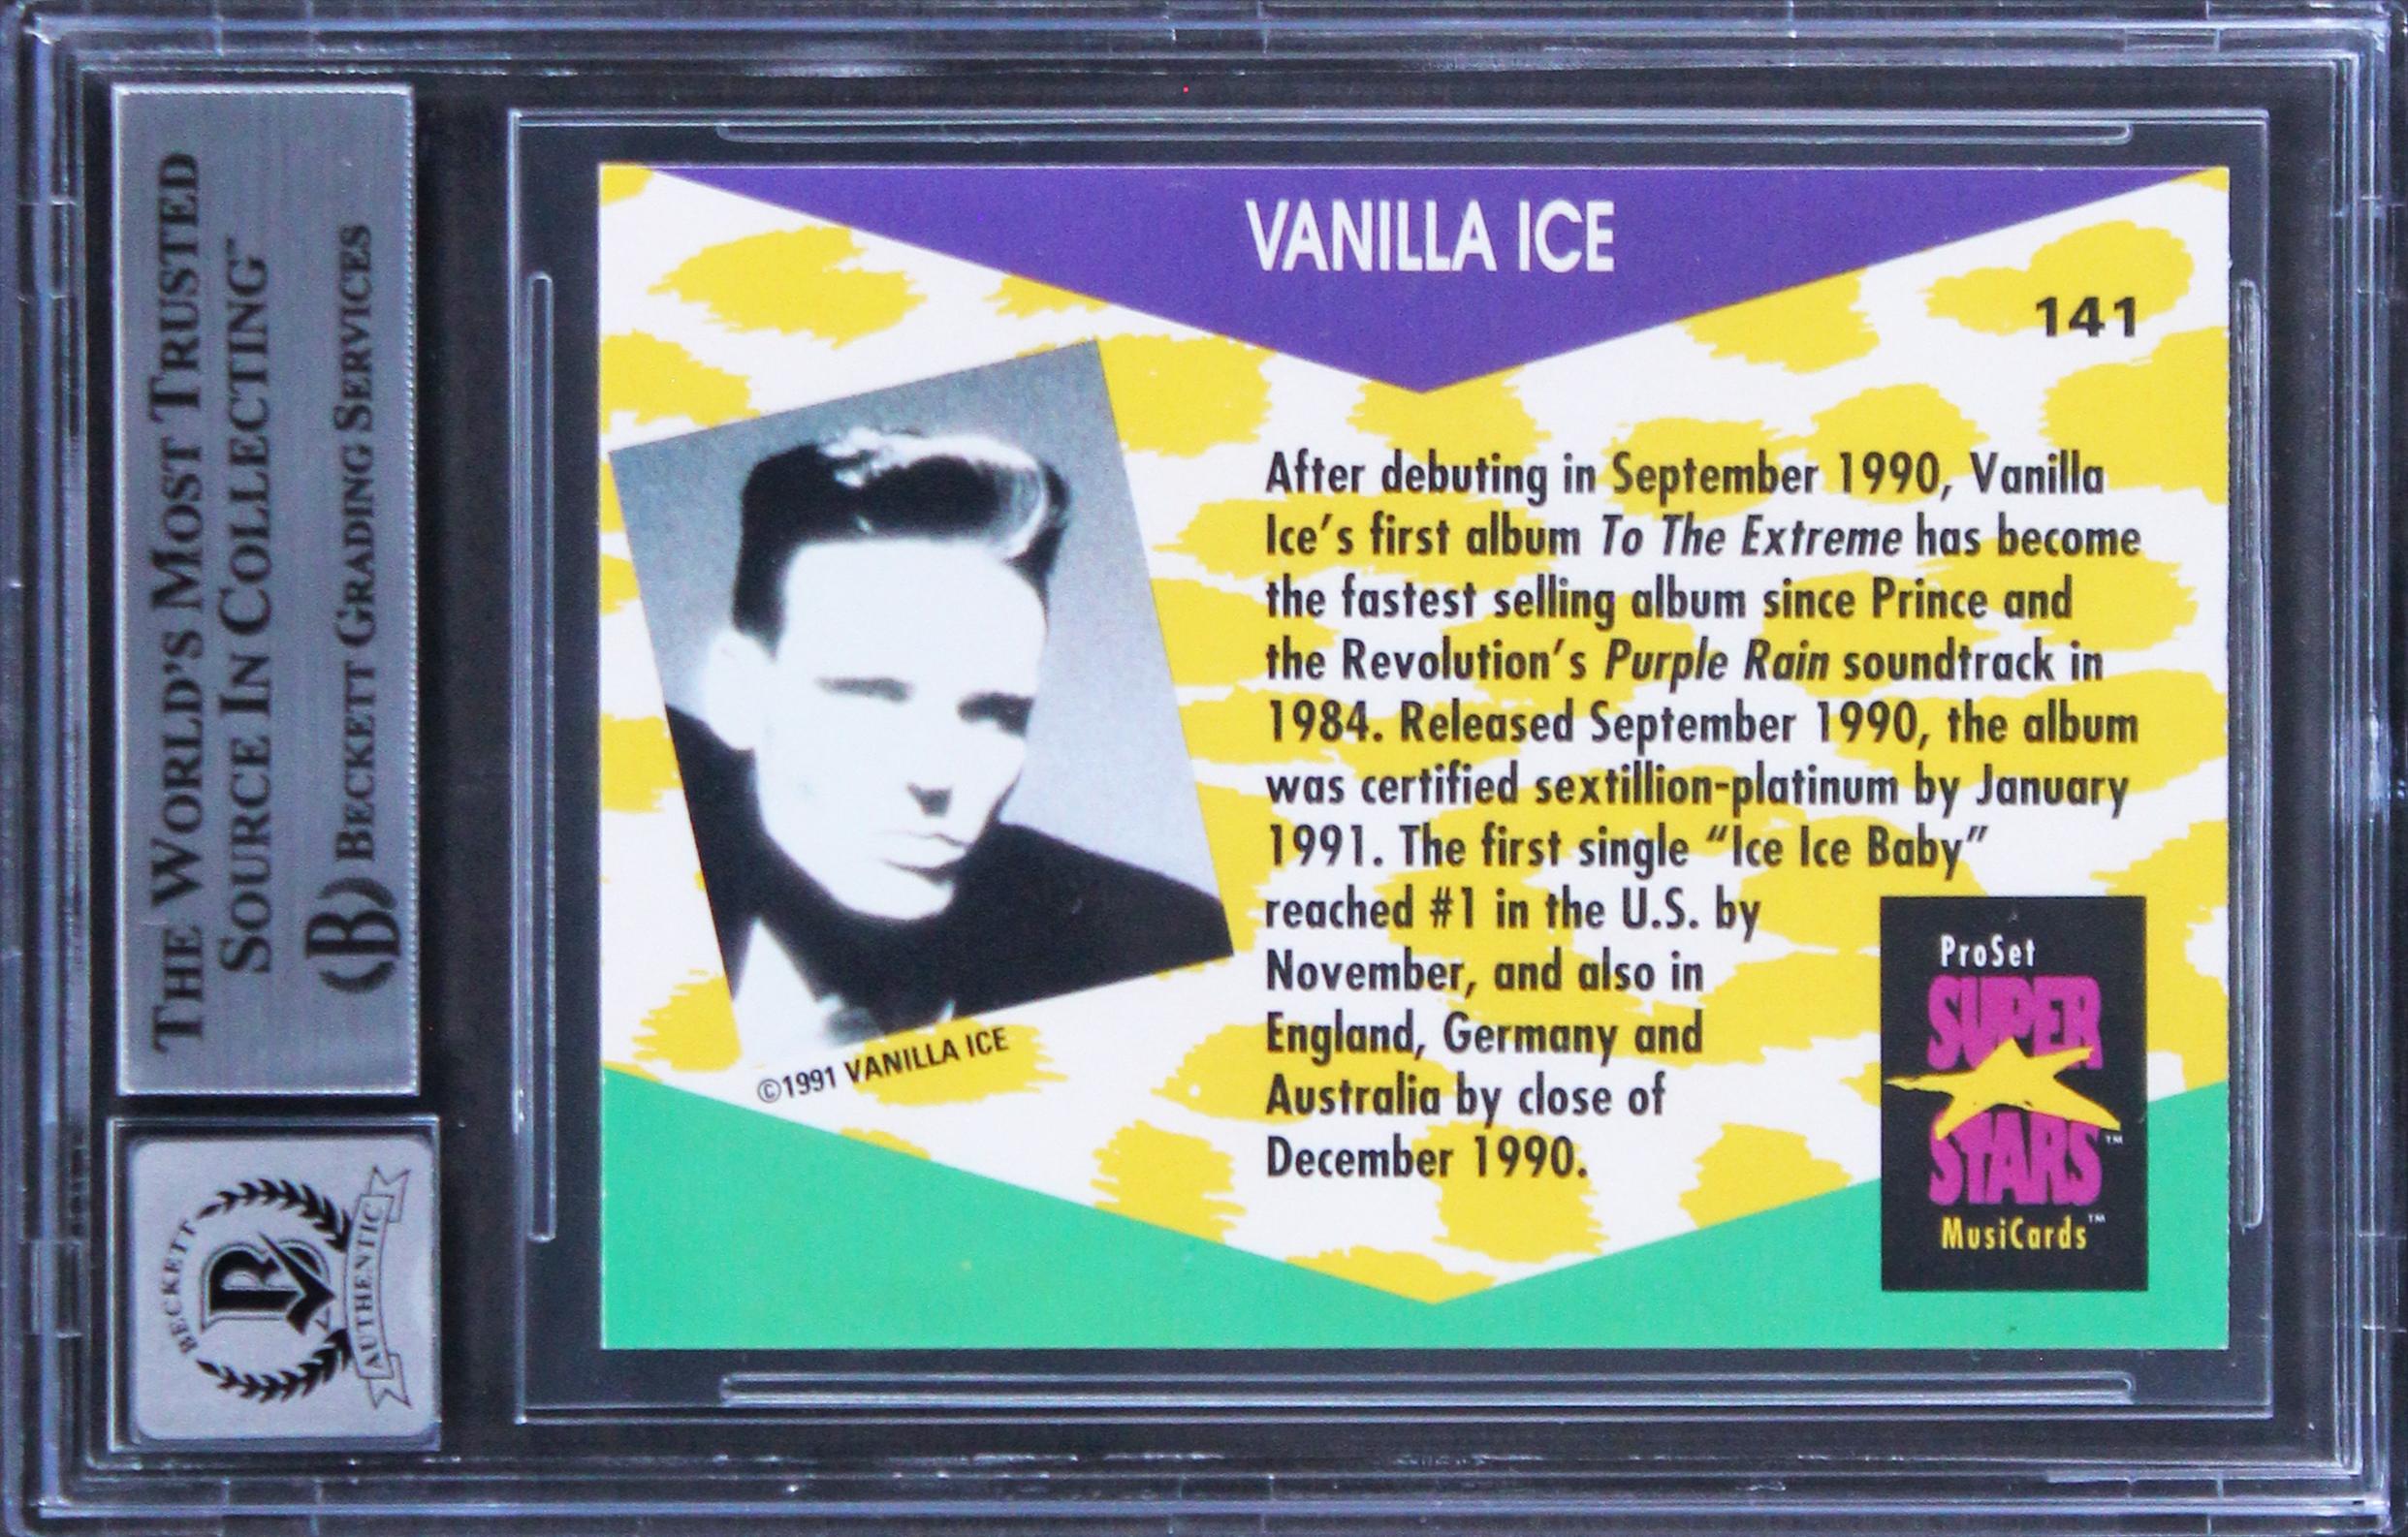 THE WORLD'S MOST TRUSTED
SOURCE IN COLLECTING™
BECKETT GRADING SERVICES
BECKETT
AUTHENTIC
VANILLA ICE
141
After debuting in September 1990, Vanilla
Ice's first album To The Extreme has become
the fastest selling album since Prince and
the Revolution's Purple Rain soundtrack in
1984. Released September 1990, the album
was certified sextillion-platinum by January
1991. The first single “Ice Ice Baby”
reached #1 in the U.S. by
November, and also in
England, Germany and
Australia by close of
December 1990.
©1991 VANILLA ICE
ProSet
SUPER
STARS™
MusiCards™